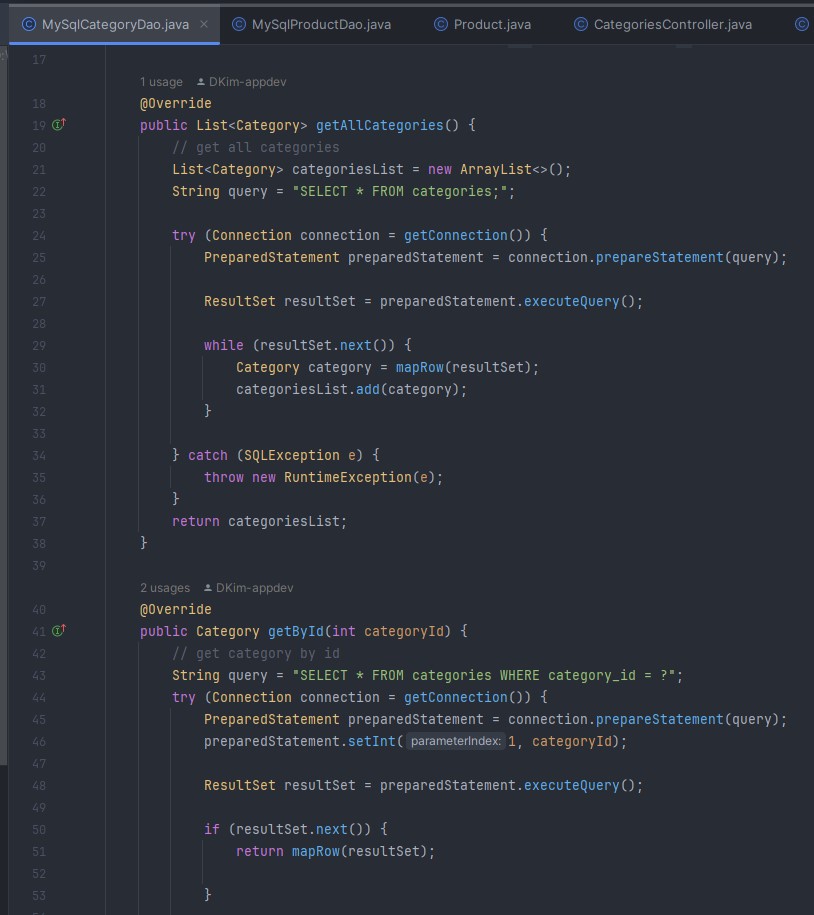 MySqlCategoryDao.java × MySqlProductDao.java Product.java CategoriesController.java
17
1 usage DKim-appdev
18 @Override
19 public List<Category> getAllCategories() {
20 // get all categories
21 List<Category> categoriesList = new ArrayList<>();
22 String query = "SELECT * FROM categories;";
23
24 try (Connection connection = getConnection()) {
25 PreparedStatement preparedStatement = connection.prepareStatement(query);
26
27 ResultSet resultSet = preparedStatement.executeQuery();
28
29 while (resultSet.next()) {
30 Category category = mapRow(resultSet);
31 categoriesList.add(category);
32 }
33
34 } catch (SQLException e) {
35 throw new RuntimeException(e);
36 }
37 return categoriesList;
38 }
39
2 usages DKim-appdev
40 @Override
41 public Category getById(int categoryId) {
42 // get category by id
43 String query = "SELECT * FROM categories WHERE category_id = ?";
44 try (Connection connection = getConnection()) {
45 PreparedStatement preparedStatement = connection.prepareStatement(query);
46 preparedStatement.setInt( parameterIndex: 1, categoryId);
47
48 ResultSet resultSet = preparedStatement.executeQuery();
49
50 if (resultSet.next()) {
51 return mapRow(resultSet);
52
53 }